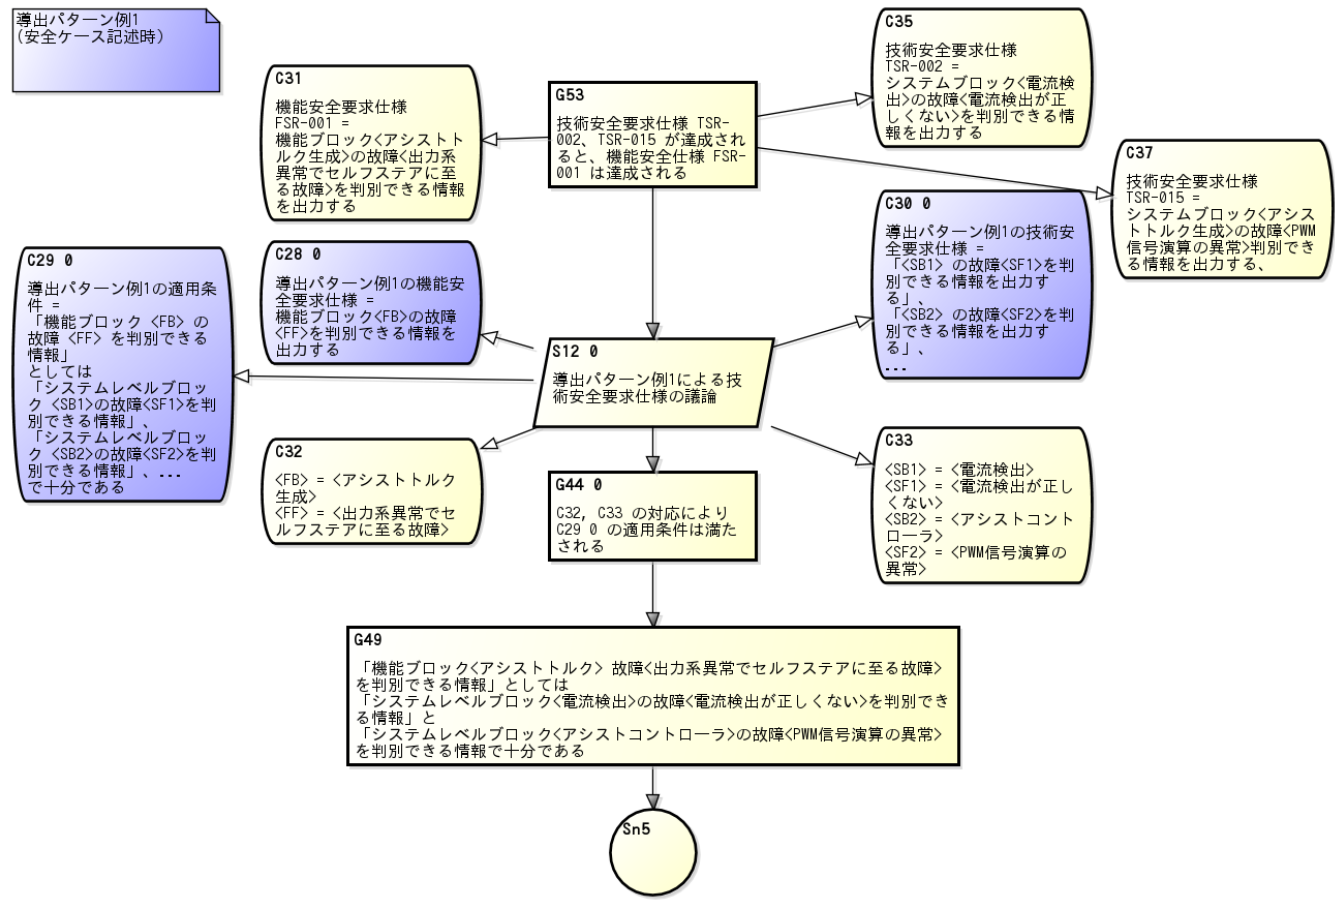 導出パターン例1
(安全ケース記述時)
C31
機能安全要求仕様
FSR-001 =
機能ブロック<アシストト
ルク生成>の故障<出力系
異常でセルフステアに至
る故障>を判別できる情報
を出力する
G53
技術安全要求仕様 TSR-
002、TSR-015 が達成され
ると、機能安全仕様 FSR-
001 は達成される
C35
技術安全要求仕様
TSR-002 =
システムブロック<電流検
出>の故障<電流検出が正
しくない>を判別できる情
報を出力する
C37
技術安全要求仕様
TSR-015 =
システムブロック<アシス
トトルク生成>の故障<PWM
信号演算の異常>判別でき
る情報を出力する、
C29 0
導出パターン例1の適用条
件 =
「機能ブロック <FB> の
故障 <FF> を判別できる
情報」
としては
「システムレベルブロッ
ク <SB1>の故障<SF1>を判
別できる情報」、
「システムレベルブロッ
ク <SB2>の故障<SF2>を判
別できる情報」、...
で十分である
C28 0
導出パターン例1の機能安
全要求仕様 =
機能ブロック<FB>の故障
<FF>を判別できる情報を
出力する
C30 0
導出パターン例1の技術安
全要求仕様 =
「<SB1> の故障<SF1>を判
別できる情報を出力す
る」、
「<SB2> の故障<SF2>を判
別できる情報を出力す
る」、
...
S12 0
導出パターン例1による技
術安全要求仕様の議論
C32
<FB> = <アシストトルク
生成>
<FF> = <出力系異常でセ
ルフステアに至る故障>
G44 0
C32, C33 の対応により
C29 0 の適用条件は満た
される
C33
<SB1> = <電流検出>
<SF1> = <電流検出が正し
くない>
<SB2> = <アシストコント
ローラ>
<SF2> = <PWM信号演算の
異常>
G49
「機能ブロック<アシストトルク> 故障<出力系異常でセルフステアに至る故障>
を判別できる情報」としては
「システムレベルブロック<電流検出>の故障<電流検出が正しくない>を判別でき
る情報」と
「システムレベルブロック<アシストコントローラ>の故障<PWM信号演算の異常>
を判別できる情報で十分である
Sn5